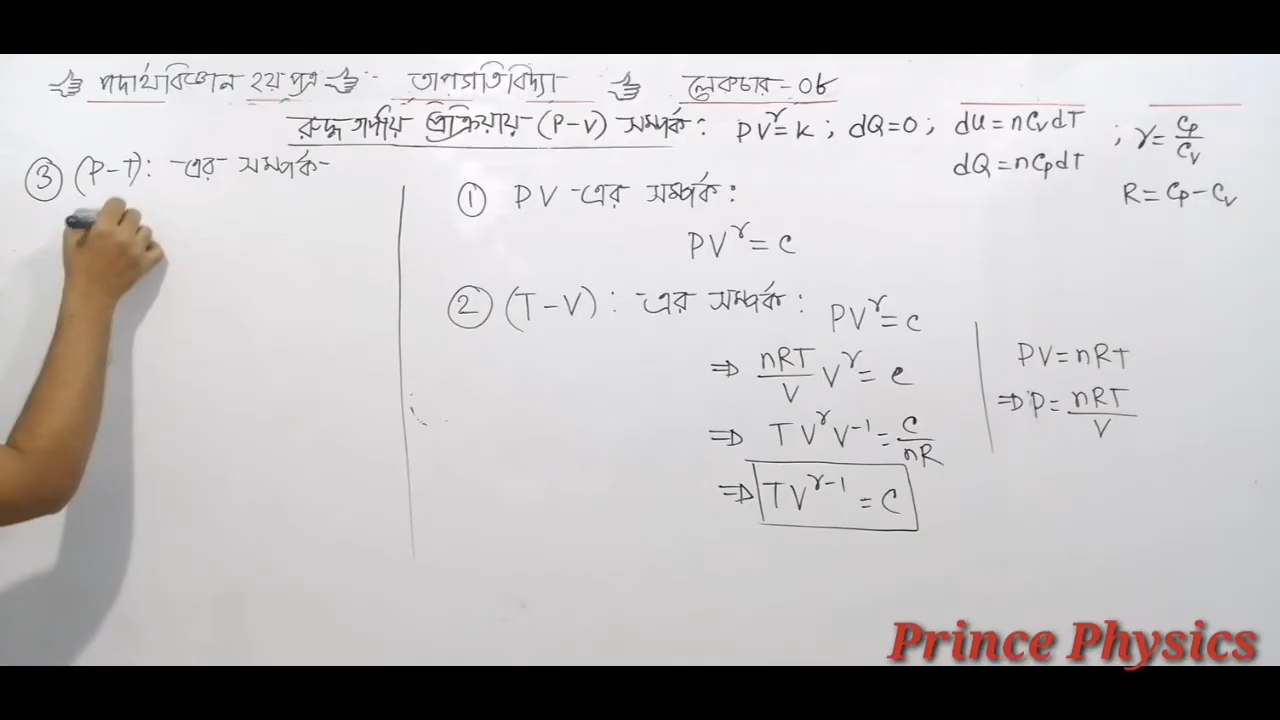 পদার্থবিজ্ঞান ২য় পত্র :- তাপগতিবিদ্যা লেকচার - ০৮
রুদ্ধতাপীয় প্রক্রিয়ায় (P-V) সম্পর্ক: PV^γ = K ; dQ=0 ; dU = nCvdT ; γ = Cp/Cv
dQ = nCpdT
R = Cp - Cv
③ (P-T): -এর সম্পর্ক-
① PV -এর সম্পর্ক:
PV^γ = C
② (T-V): -এর সম্পর্ক: PV^γ = C
⇒ nRT/V V^γ = C
⇒ TV^γ V^-1 = C/nR
⇒ TV^γ-1 = C
PV = nRT
⇒ P = nRT/V
Prince Physics